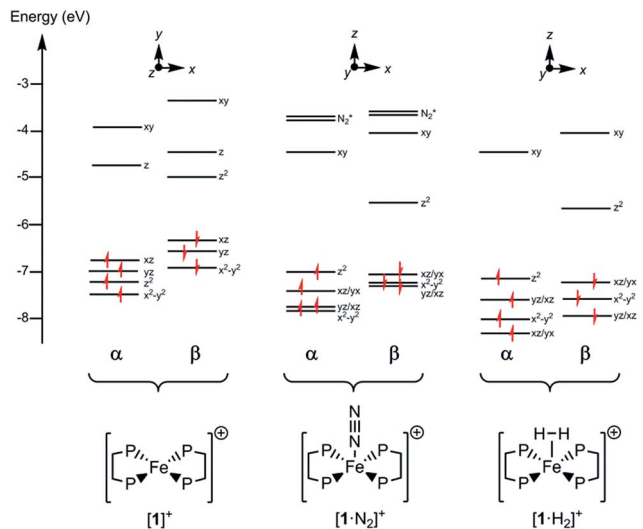 Energy (eV)
y
z
x
z
y
x
z
y
x
-3
-4
-5
-6
-7
-8
xy
z
xz
yz
z²
x²-y²
xy
z
z²
xz
yz
x²-y²
N₂*
xy
z²
xz/yx
yz/xz
x²-y²
N₂*
xy
z²
xz/yx
x²-y²
yz/xz
xy
z²
yz/xz
x²-y²
xz/yx
xy
z²
xz/yx
x²-y²
yz/xz
α β α β α β
P P
Fe
P P
⊕
[1]⁺
N
N
P P
Fe
P P
⊕
[1·N₂]⁺
H-H
P P
Fe
P P
⊕
[1·H₂]⁺